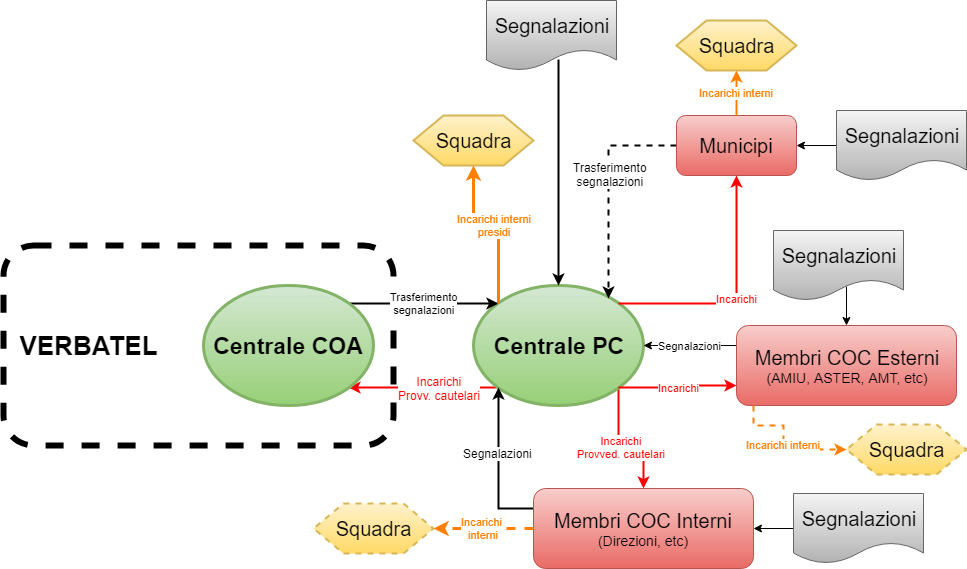 Segnalazioni
Squadra
Incarichi interni
Squadra
Municipi
Segnalazioni
Trasferimento
segnalazioni
Incarichi interni
presidi
Segnalazioni
Trasferimento
segnalazioni
Incarichi
VERBATEL
Centrale COA
Centrale PC
Segnalazioni
Membri COC Esterni
(AMIU, ASTER, AMT, etc)
Incarichi
Provv. cautelari
Incarichi
Incarichi
Provved. cautelari
Incarichi interni
Squadra
Segnalazioni
Squadra
Incarichi
interni
Membri COC Interni
(Direzioni, etc)
Segnalazioni